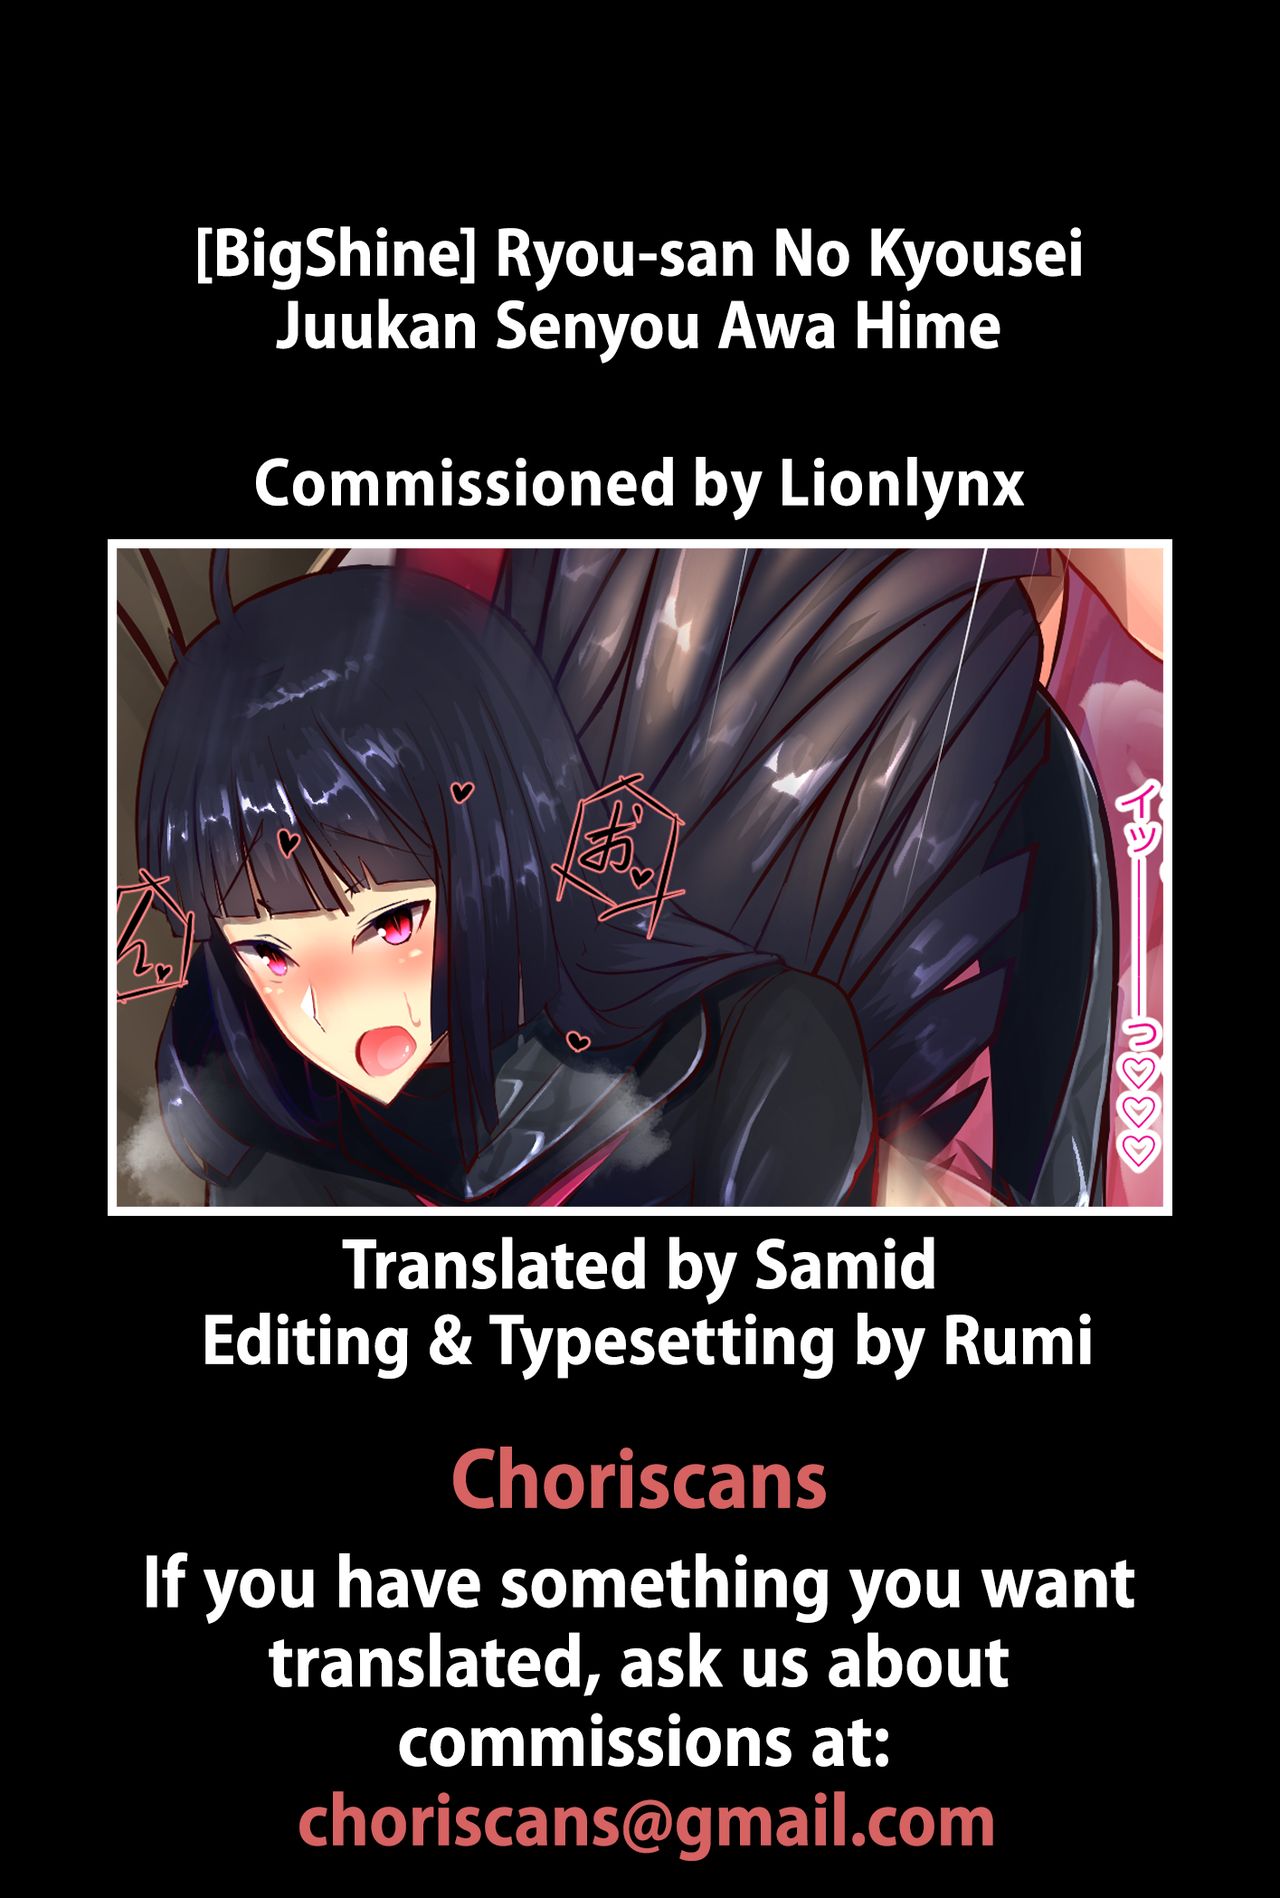 [BigShine] Ryou-san No Kyousei
Juukan Senyou Awa Hime
Commissioned by Lionlynx
お♥
ん♥
イッ――――っ♡♡♡
Translated by Samid
Editing & Typesetting by Rumi
Choriscans
If you have something you want
translated, ask us about
commissions at:
choriscans@gmail.com